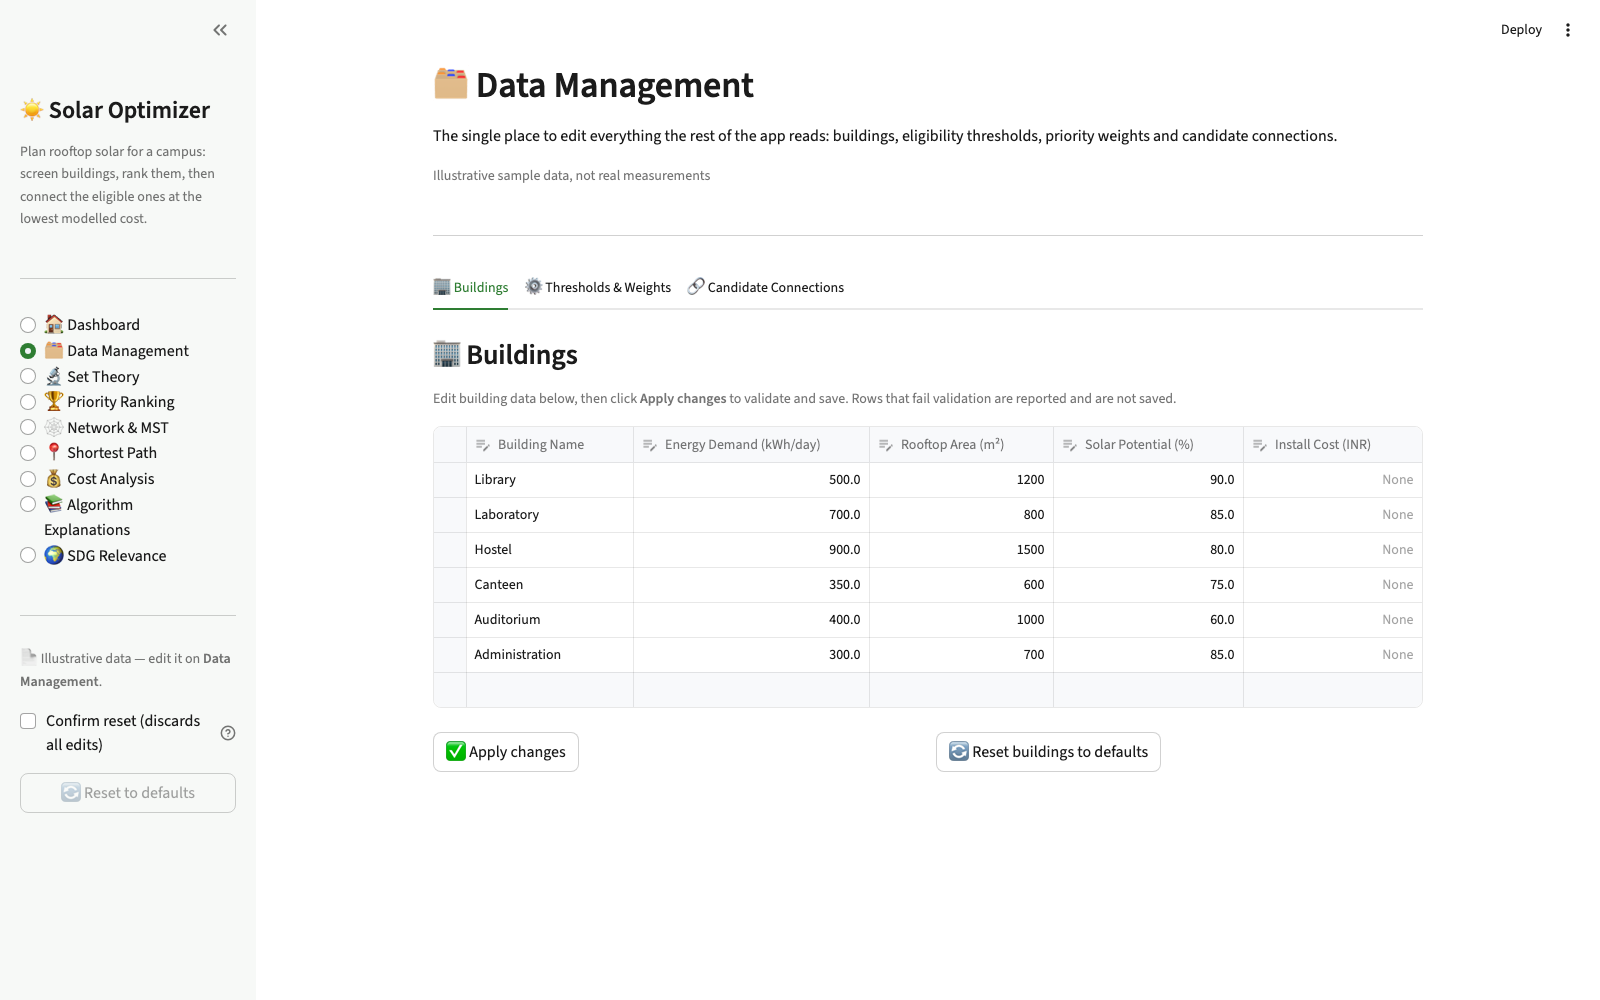 Deploy
Solar Optimizer
Plan rooftop solar for a campus:
screen buildings, rank them, then
connect the eligible ones at the
lowest modelled cost.
Dashboard
Data Management
Set Theory
Priority Ranking
Network & MST
Shortest Path
Cost Analysis
Algorithm
Explanations
SDG Relevance
Illustrative data — edit it on Data
Management.
Confirm reset (discards
all edits)
Reset to defaults
Data Management
The single place to edit everything the rest of the app reads: buildings, eligibility thresholds, priority weights and candidate connections.
Illustrative sample data, not real measurements
Buildings Thresholds & Weights Candidate Connections
Buildings
Edit building data below, then click Apply changes to validate and save. Rows that fail validation are reported and are not saved.
Building Name Energy Demand (kWh/day) Rooftop Area (m²) Solar Potential (%) Install Cost (INR)
Library 500.0 1200 90.0 None
Laboratory 700.0 800 85.0 None
Hostel 900.0 1500 80.0 None
Canteen 350.0 600 75.0 None
Auditorium 400.0 1000 60.0 None
Administration 300.0 700 85.0 None
Apply changes Reset buildings to defaults